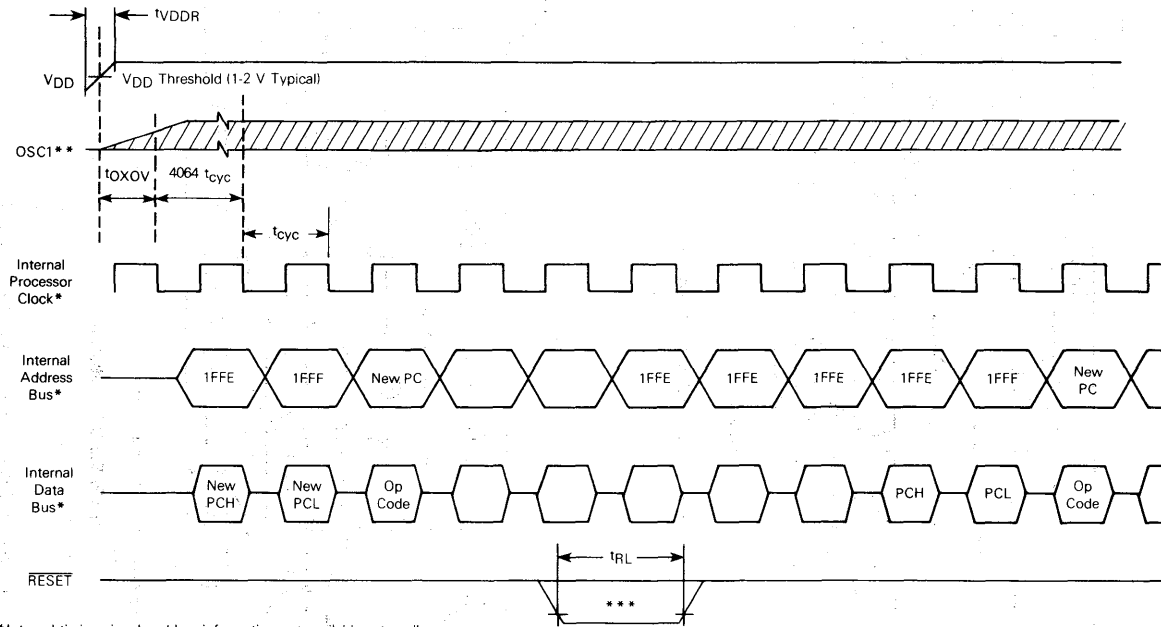 tVDDR
VDD
VDD Threshold (1-2 V Typical)
OSC1**
tOXOV
4064 tcyc
tcyc
Internal
Processor
Clock*
Internal
Address
Bus*
1FFE
1FFF
New PC
1FFE
1FFE
1FFE
1FFE
1FFF
New
PC
Internal
Data
Bus*
New
PCH
New
PCL
Op
Code
PCH
PCL
Op
Code
tRL
RESET
***